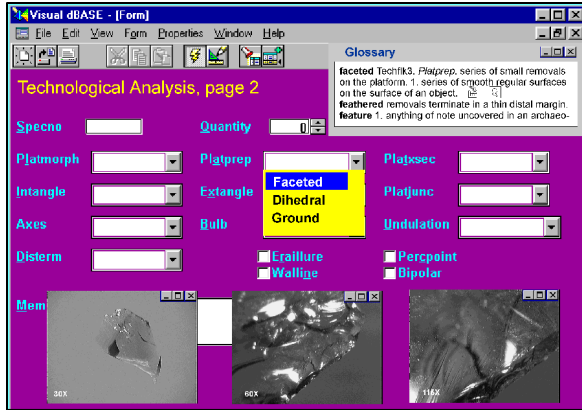 Visual dBASE - [Form]
File Edit View Form Properties Window Help
Glossary
faceted Techflk3. Platprep. series of small removals
on the platform. 1. series of smooth regular surfaces
on the surface of an object.
feathered removals terminate in a thin distal margin.
feature 1. anything of note uncovered in an archaeo-
Technological Analysis, page 2
Specno Quantity 0
Platmorph Platprep Platxsec
Faceted
Intangle Extangle Platjunc
Dihedral
Ground
Axes Bulb Undulation
Disterm Eraillure Percpoint
Walline Bipolar
Mem
30X 60X 116X